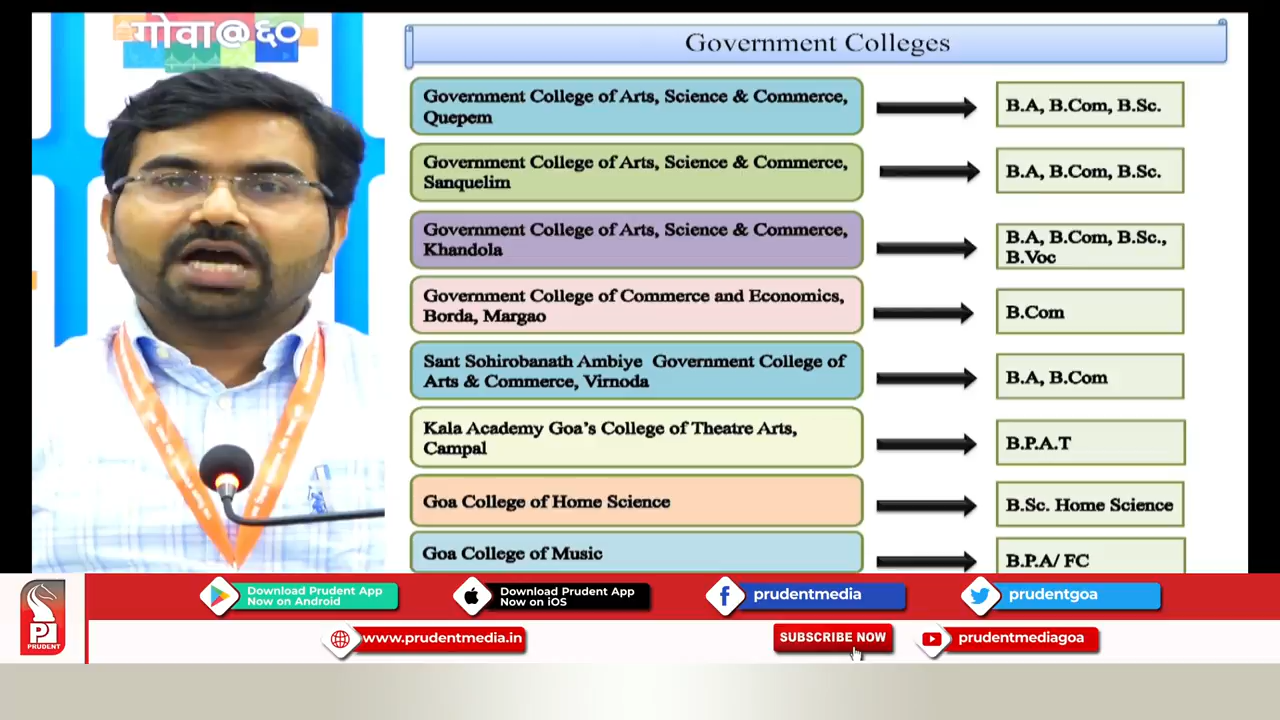 गोवा@६०
Government Colleges
Government College of Arts, Science & Commerce,
Quepem
B.A, B.Com, B.Sc.
Government College of Arts, Science & Commerce,
Sanquelim
B.A, B.Com, B.Sc.
Government College of Arts, Science & Commerce,
Khandola
B.A, B.Com, B.Sc.,
B.Voc
Government College of Commerce and Economics,
Borda, Margao
B.Com
Sant Sohirobanath Ambiye Government College of
Arts & Commerce, Virnoda
B.A, B.Com
Kala Academy Goa's College of Theatre Arts,
Campal
B.P.A.T
Goa College of Home Science
B.Sc. Home Science
Goa College of Music
B.P.A/ FC
PRUDENT
Download Prudent App
Now on Android
Download Prudent App
Now on iOS
prudentmedia
prudentgoa
www.prudentmedia.in
SUBSCRIBE NOW
prudentmediagoa